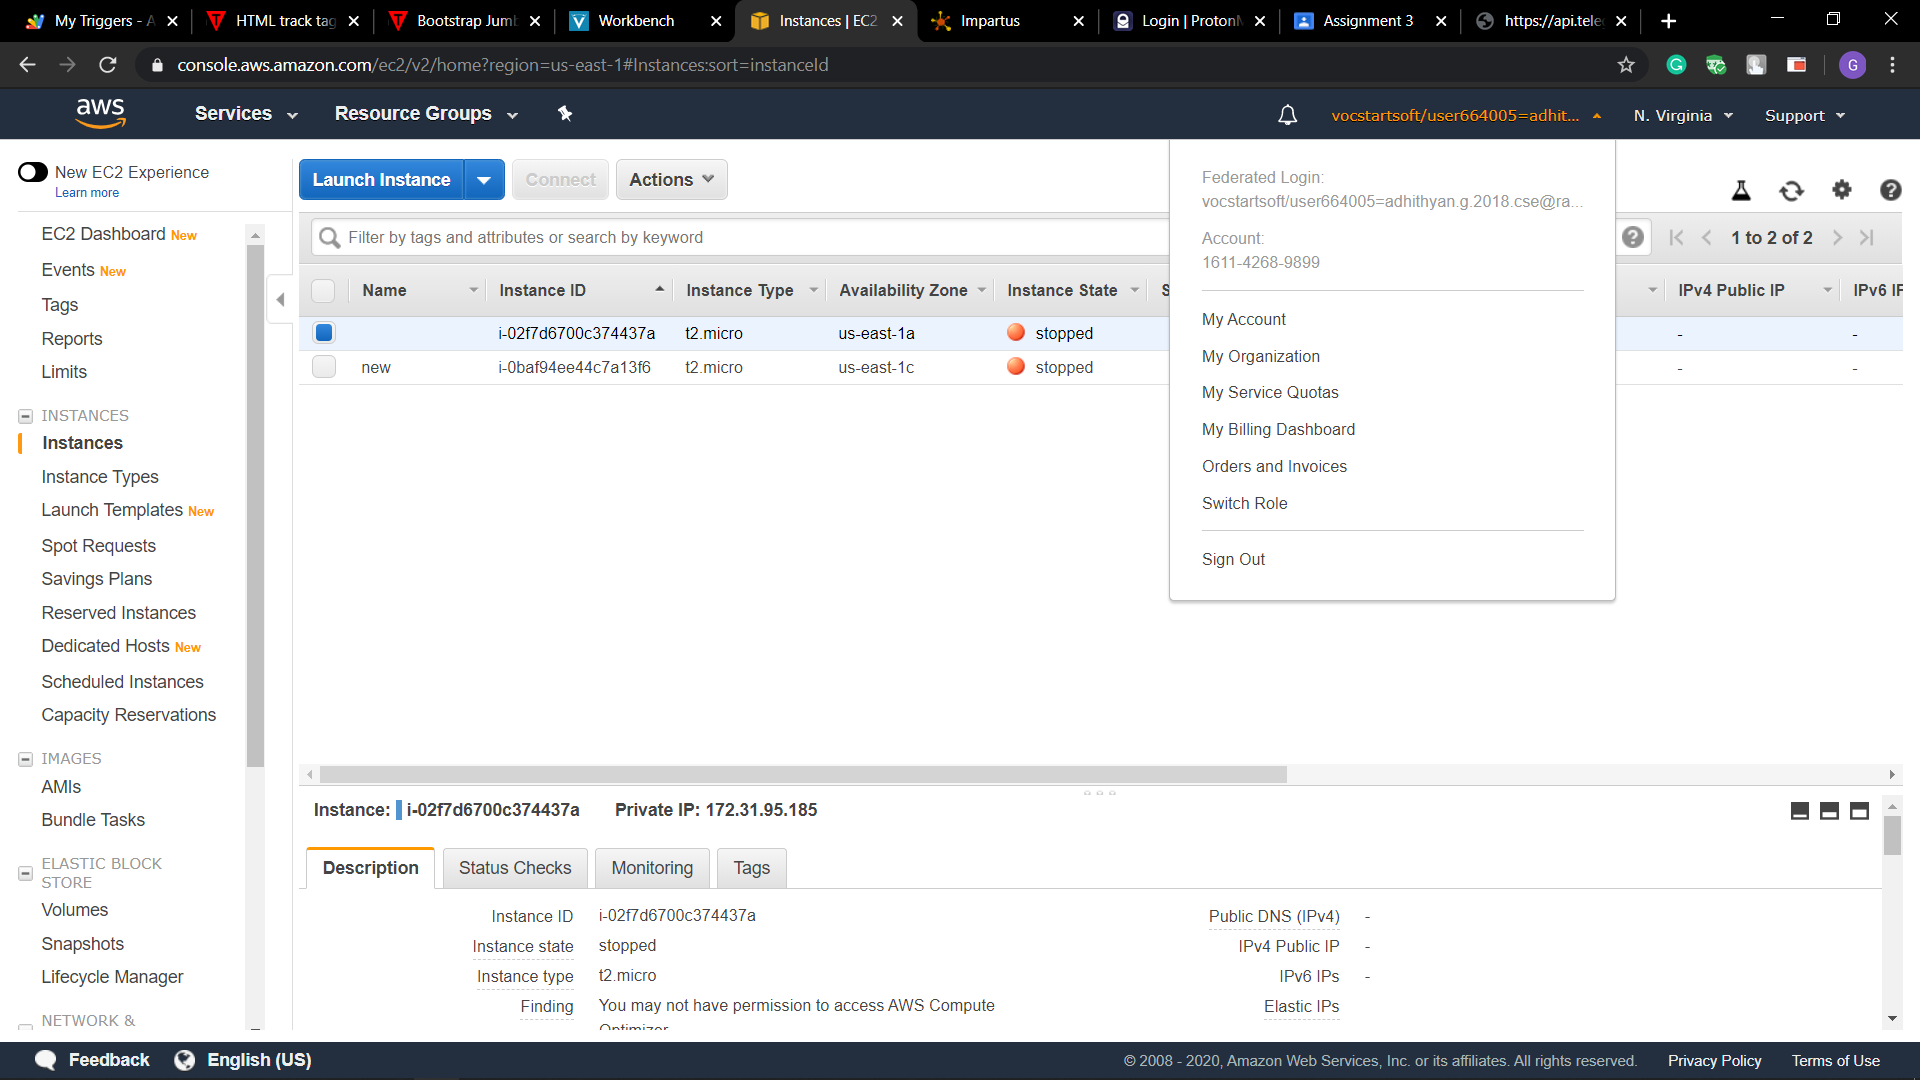 My Triggers - A
HTML track tag
Bootstrap Jumb
Workbench
Instances | EC2
Impartus
Login | ProtonM
Assignment 3
https://api.teleg
console.aws.amazon.com/ec2/v2/home?region=us-east-1#Instances:sort=instanceId
G
aws
Services
Resource Groups
vocstartsoft/user664005=adhit...
N. Virginia
Support
New EC2 Experience
Learn more
EC2 Dashboard New
Events New
Tags
Reports
Limits
INSTANCES
Instances
Instance Types
Launch Templates New
Spot Requests
Savings Plans
Reserved Instances
Dedicated Hosts New
Scheduled Instances
Capacity Reservations
IMAGES
AMIs
Bundle Tasks
ELASTIC BLOCK
STORE
Volumes
Snapshots
Lifecycle Manager
NETWORK &
Launch Instance
Connect
Actions
Filter by tags and attributes or search by keyword
1 to 2 of 2
Name Instance ID Instance Type Availability Zone Instance State S IPv4 Public IP IPv6 IP
i-02f7d6700c374437a t2.micro us-east-1a stopped - -
new i-0baf94ee44c7a13f6 t2.micro us-east-1c stopped - -
Federated Login:
vocstartsoft/user664005=adhithyan.g.2018.cse@ra...
Account:
1611-4268-9899
My Account
My Organization
My Service Quotas
My Billing Dashboard
Orders and Invoices
Switch Role
Sign Out
Instance: i-02f7d6700c374437a Private IP: 172.31.95.185
Description
Status Checks
Monitoring
Tags
Instance ID i-02f7d6700c374437a
Instance state stopped
Instance type t2.micro
Finding You may not have permission to access AWS Compute
Optimizer
Public DNS (IPv4) -
IPv4 Public IP -
IPv6 IPs -
Elastic IPs
Feedback
English (US)
© 2008 - 2020, Amazon Web Services, Inc. or its affiliates. All rights reserved.
Privacy Policy
Terms of Use